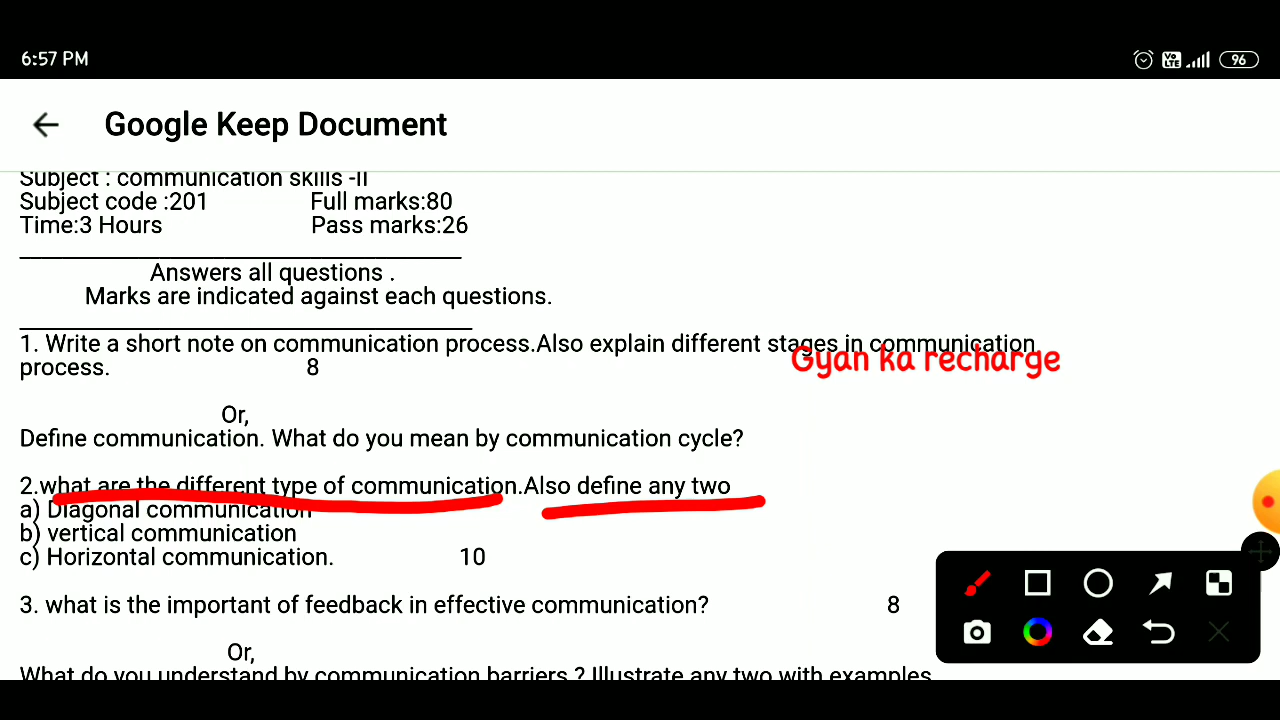 6:57 PM
Vo LTE
96
Google Keep Document
Subject : communication skills -II
Subject code :201 Full marks:80
Time:3 Hours Pass marks:26
Answers all questions .
Marks are indicated against each questions.
1. Write a short note on communication process.Also explain different stages in communication
process. 8
Gyan ka recharge
Or,
Define communication. What do you mean by communication cycle?
2.what are the different type of communication.Also define any two
a) Diagonal communication
b) vertical communication
c) Horizontal communication. 10
3. what is the important of feedback in effective communication? 8
Or,
What do you understand by communication barriers ? Illustrate any two with examples